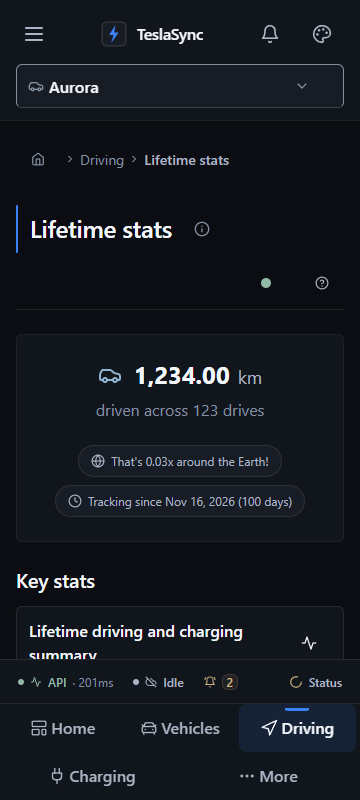 TeslaSync
Aurora
Driving
Lifetime stats
Lifetime stats
1,234.00 km
driven across 123 drives
That's 0.03x around the Earth!
Tracking since Nov 16, 2026 (100 days)
Key stats
Lifetime driving and charging
summary
API · 201ms
Idle
2
Status
Home
Vehicles
Driving
Charging
More